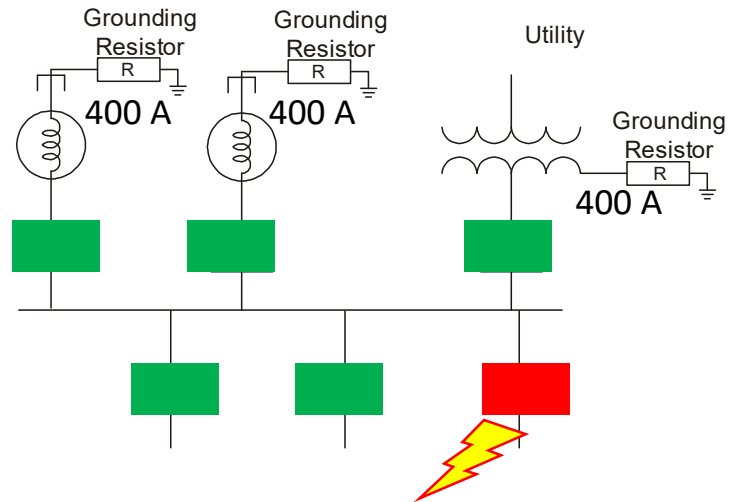 Grounding
Resistor
R
400 A
Grounding
Resistor
R
400 A
Utility
Grounding
Resistor
R
400 A